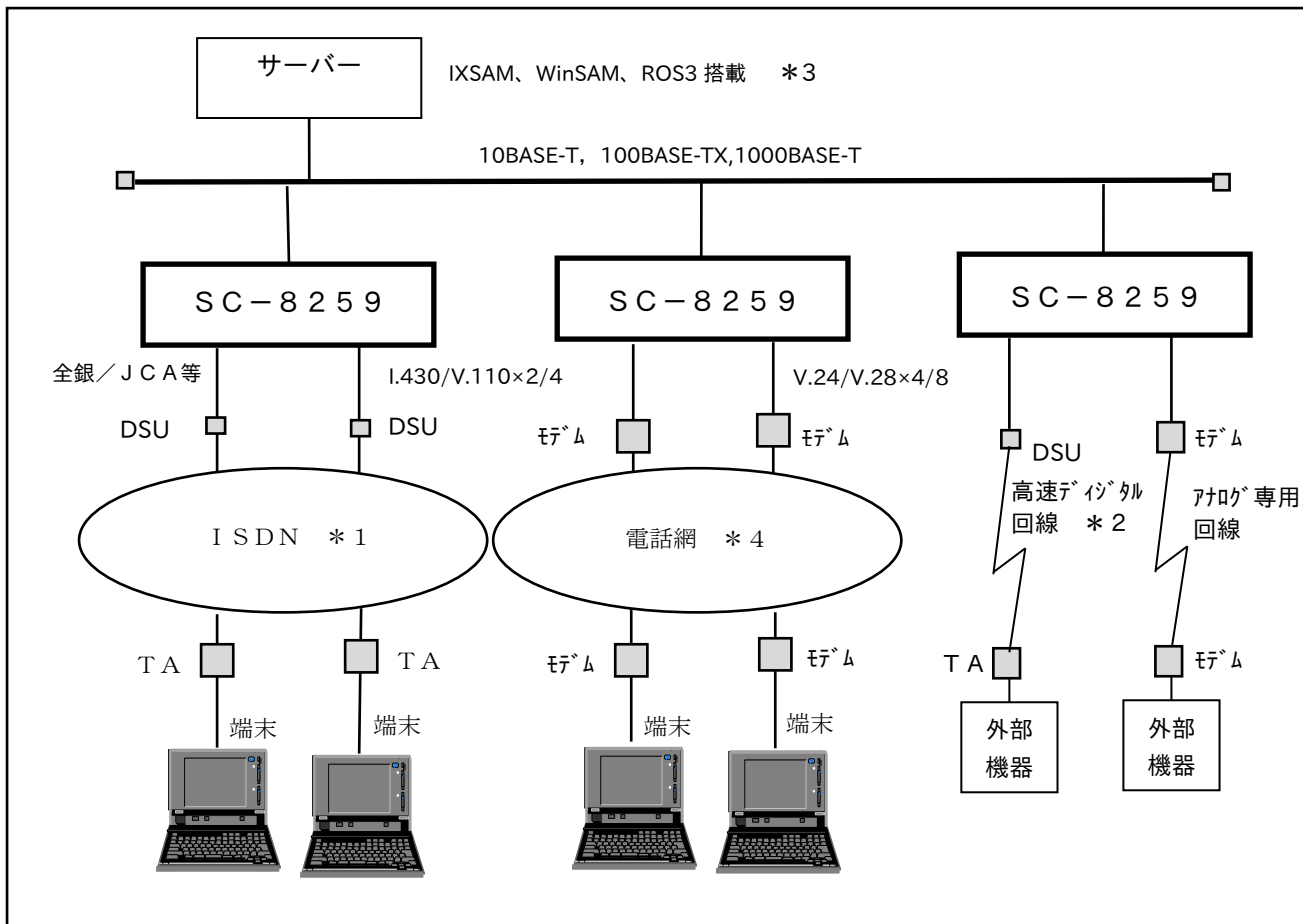 サーバー
IXSAM、WinSAM、ROS3 搭載　＊3
10BASE-T，100BASE-TX,1000BASE-T
ＳＣ－８２５９
ＳＣ－８２５９
ＳＣ－８２５９
全銀／ＪＣＡ等
I.430/V.110×2/4
V.24/V.28×4/8
DSU
DSU
ﾓﾃﾞﾑ
ﾓﾃﾞﾑ
DSU
ﾓﾃﾞﾑ
高速ﾃﾞｨｼﾞﾀﾙ
回線　＊２
ｱﾅﾛｸﾞ専用
回線
ＩＳＤＮ　＊１
電話網　＊４
ＴＡ
ＴＡ
ﾓﾃﾞﾑ
ﾓﾃﾞﾑ
ＴＡ
ﾓﾃﾞﾑ
端末
端末
端末
端末
外部
機器
外部
機器